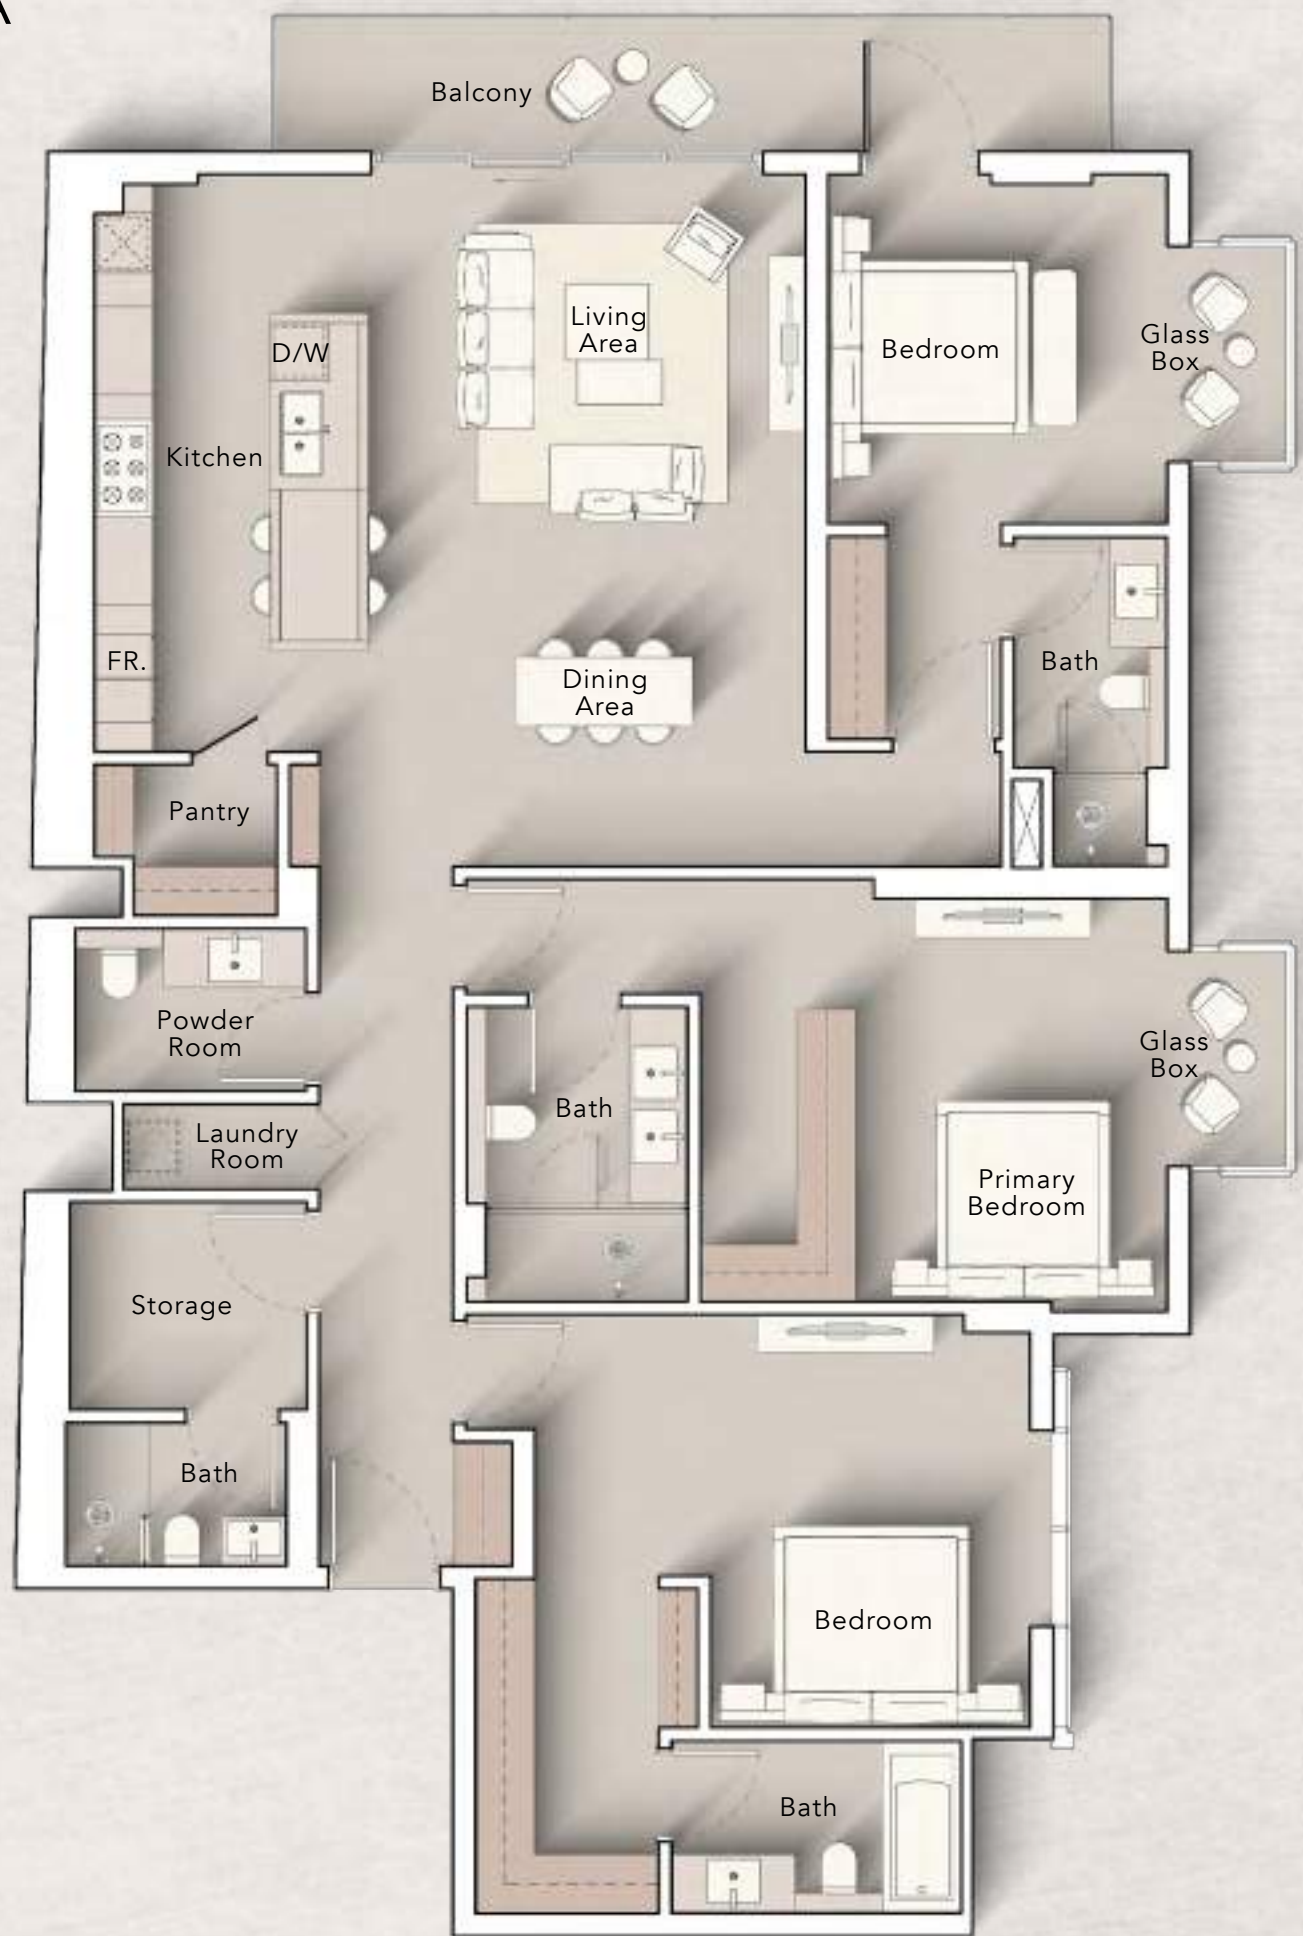 Balcony
Living
Area
Bedroom
Glass
Box
D/W
Kitchen
FR.
Dining
Area
Bath
Pantry
Powder
Room
Glass
Box
Bath
Laundry
Room
Primary
Bedroom
Storage
Bath
Bedroom
Bath